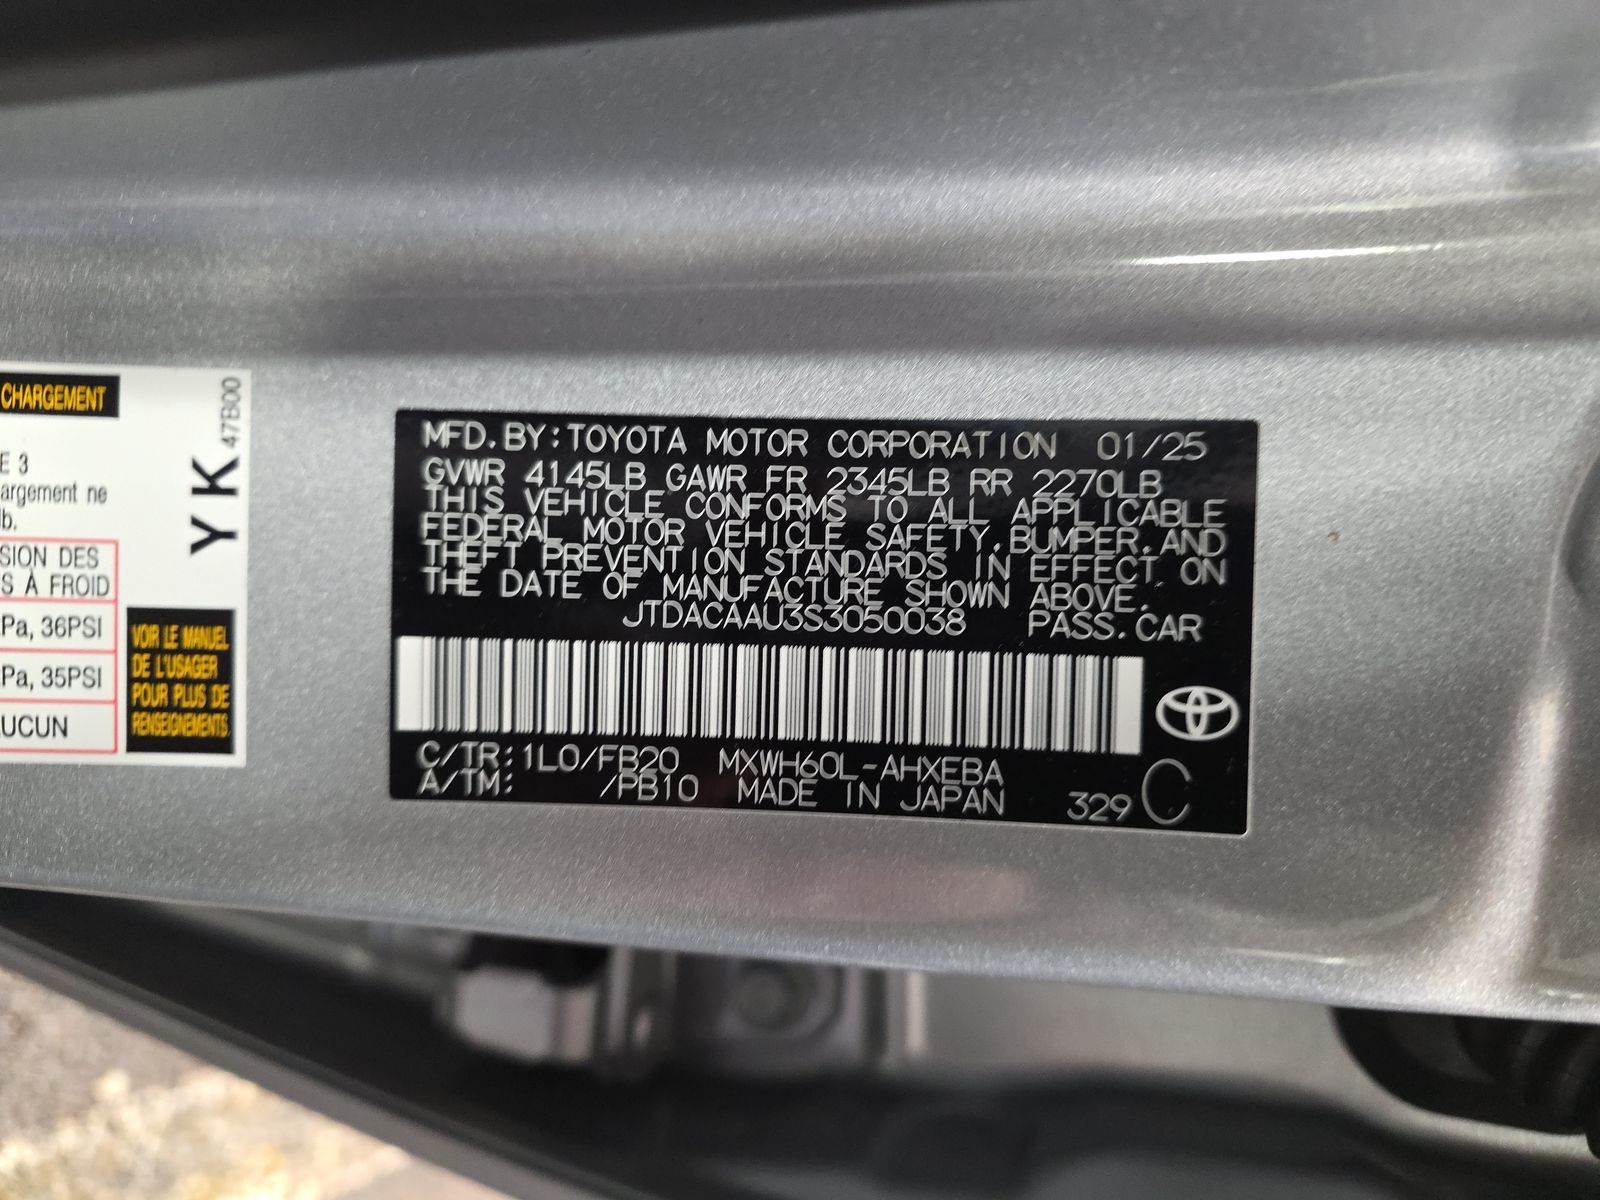 CHARGEMENT
E 3
argement ne
lb.
SION DES
S À FROID
Pa, 36PSI
Pa, 35PSI
UCUN
YK
47B00
VOIR LE MANUEL
DE L'USAGER
POUR PLUS DE
RENSEIGNEMENTS.
MFD.BY:TOYOTA MOTOR CORPORATION 01/25
GVWR 4145LB GAWR FR 2345LB RR 2270LB
THIS VEHICLE CONFORMS TO ALL APPLICABLE
FEDERAL MOTOR VEHICLE SAFETY,BUMPER,AND
THEFT PREVENTION STANDARDS IN EFFECT ON
THE DATE OF MANUFACTURE SHOWN ABOVE.
JTDACAAU3S3050038 PASS.CAR
C/TR:1L0/FB20 MXWH60L-AHXEBA
A/TM: /PB10 MADE IN JAPAN 329 C